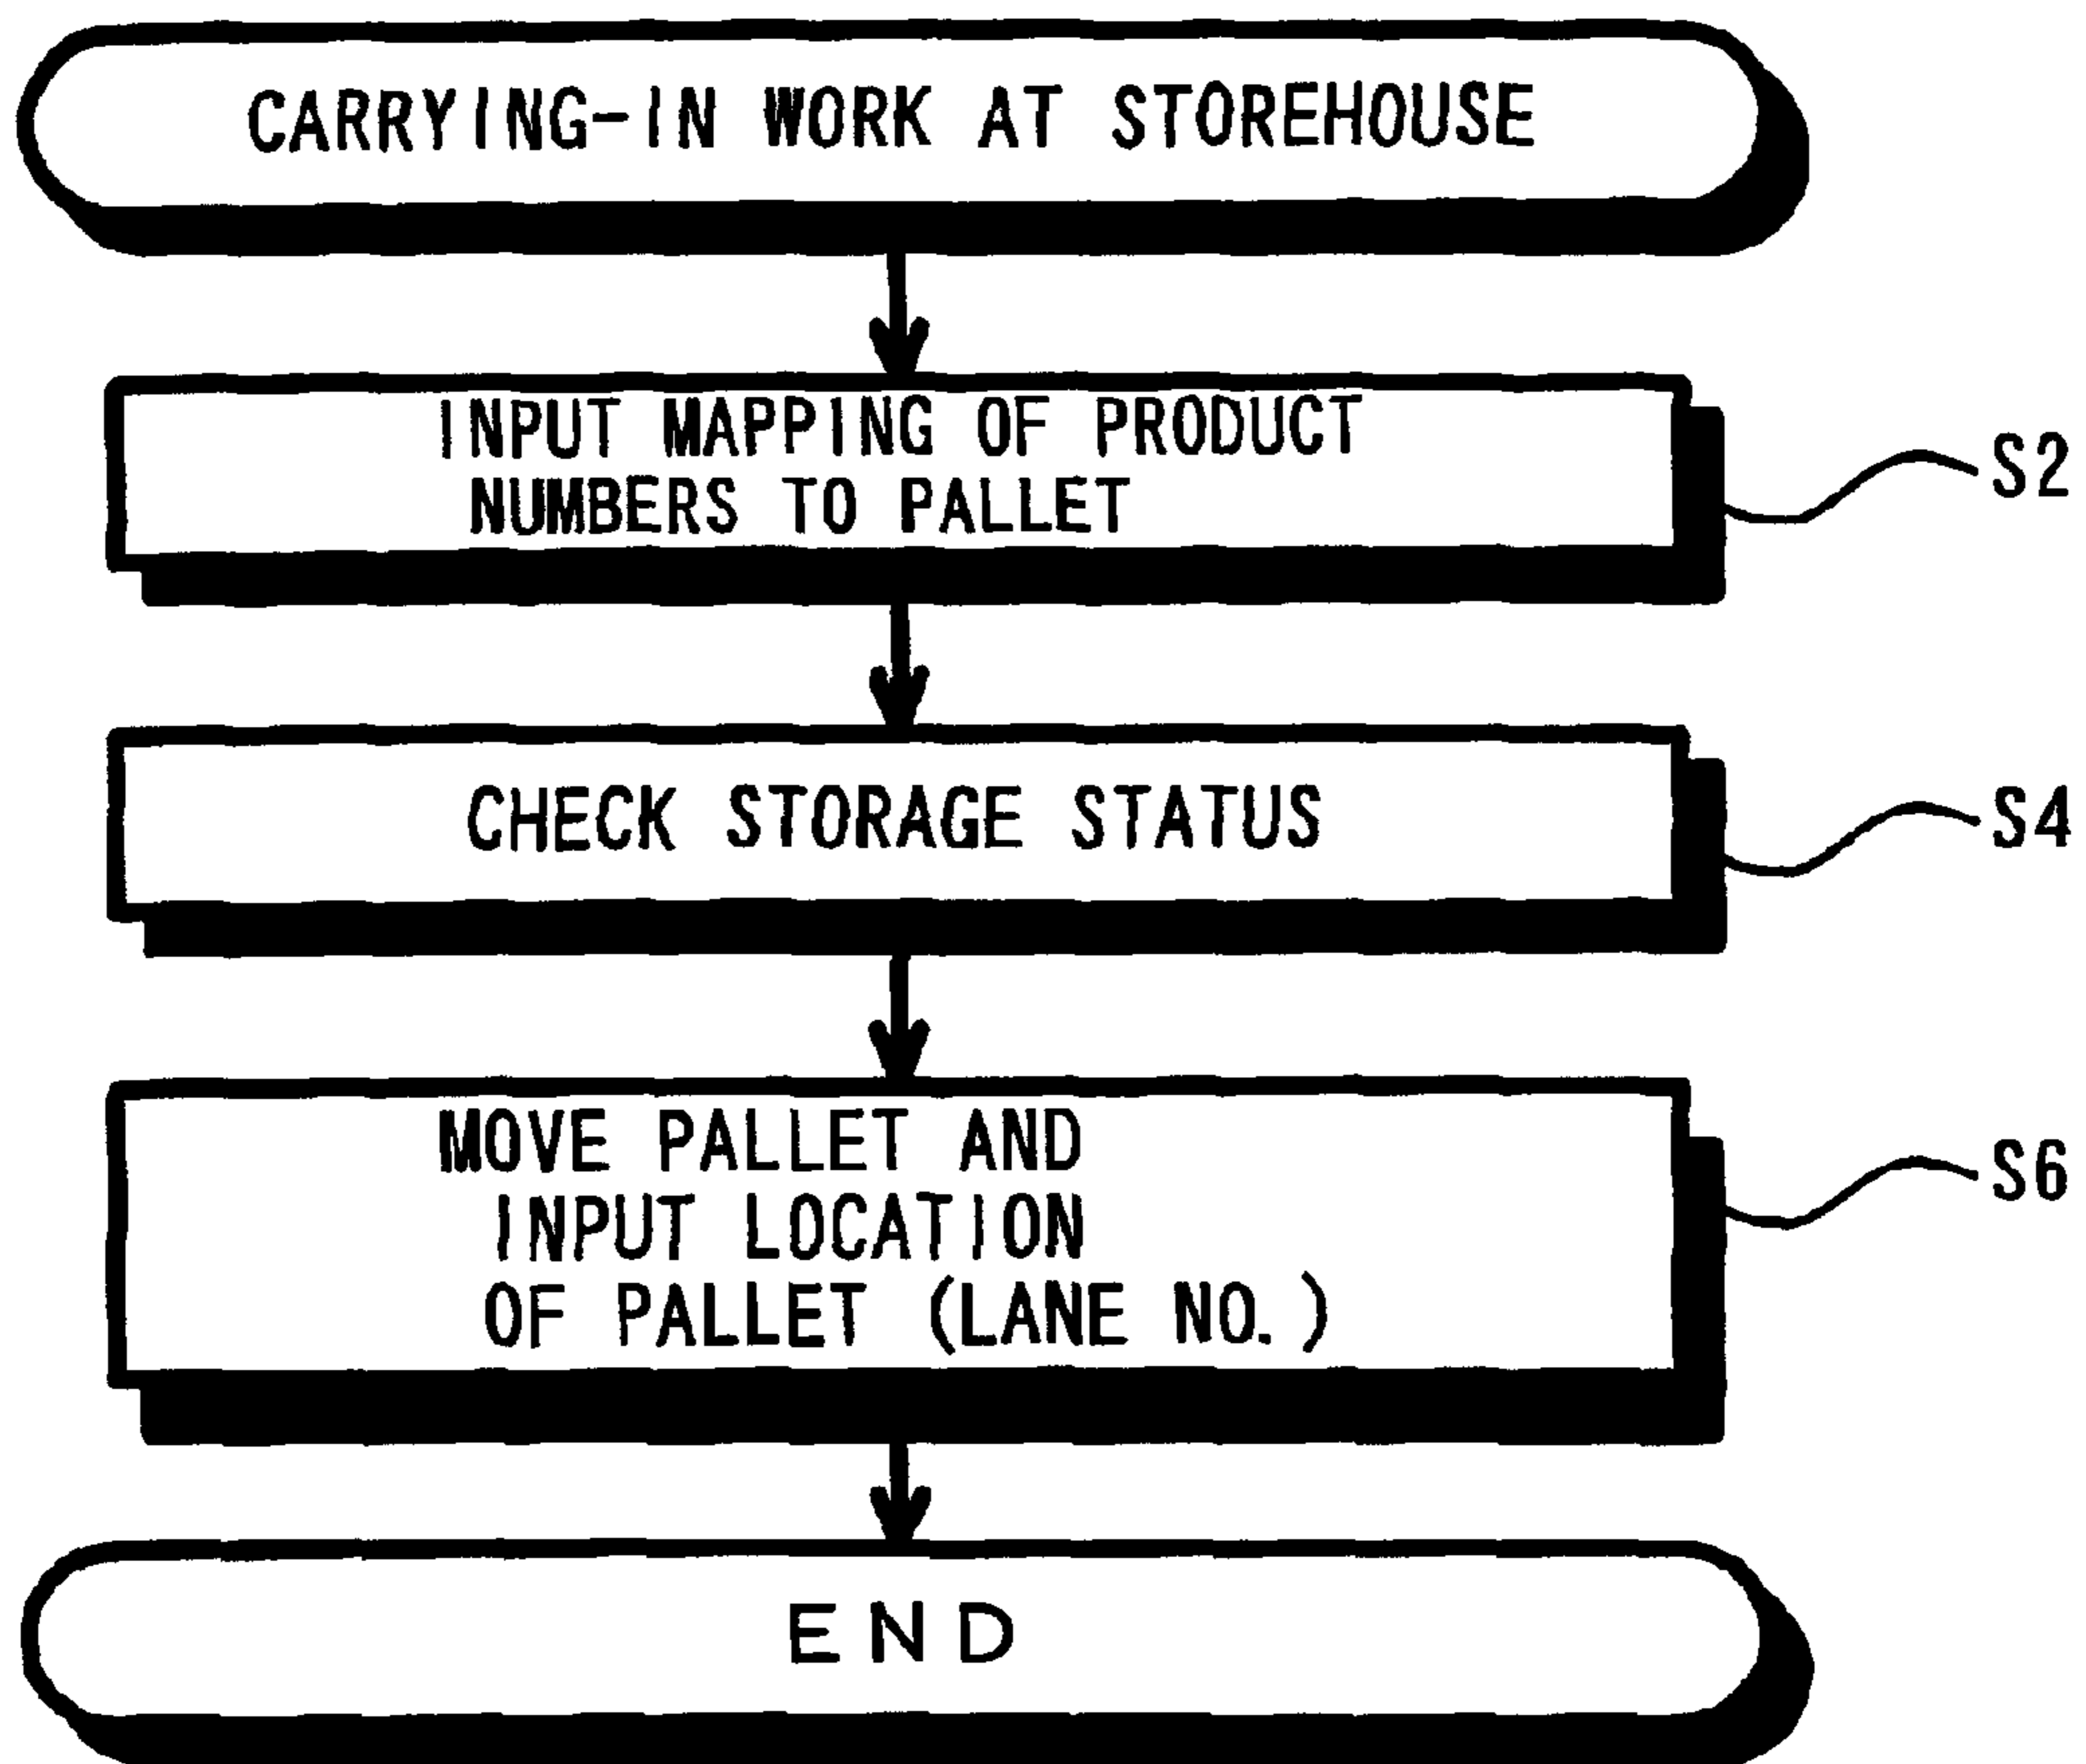 CARRYING-IN WORK AT STOREHOUSE
INPUT MAPPING OF PRODUCT
NUMBERS TO PALLET
S2
CHECK STORAGE STATUS
S4
MOVE PALLET AND
INPUT LOCATION
OF PALLET (LANE NO.)
S6
END